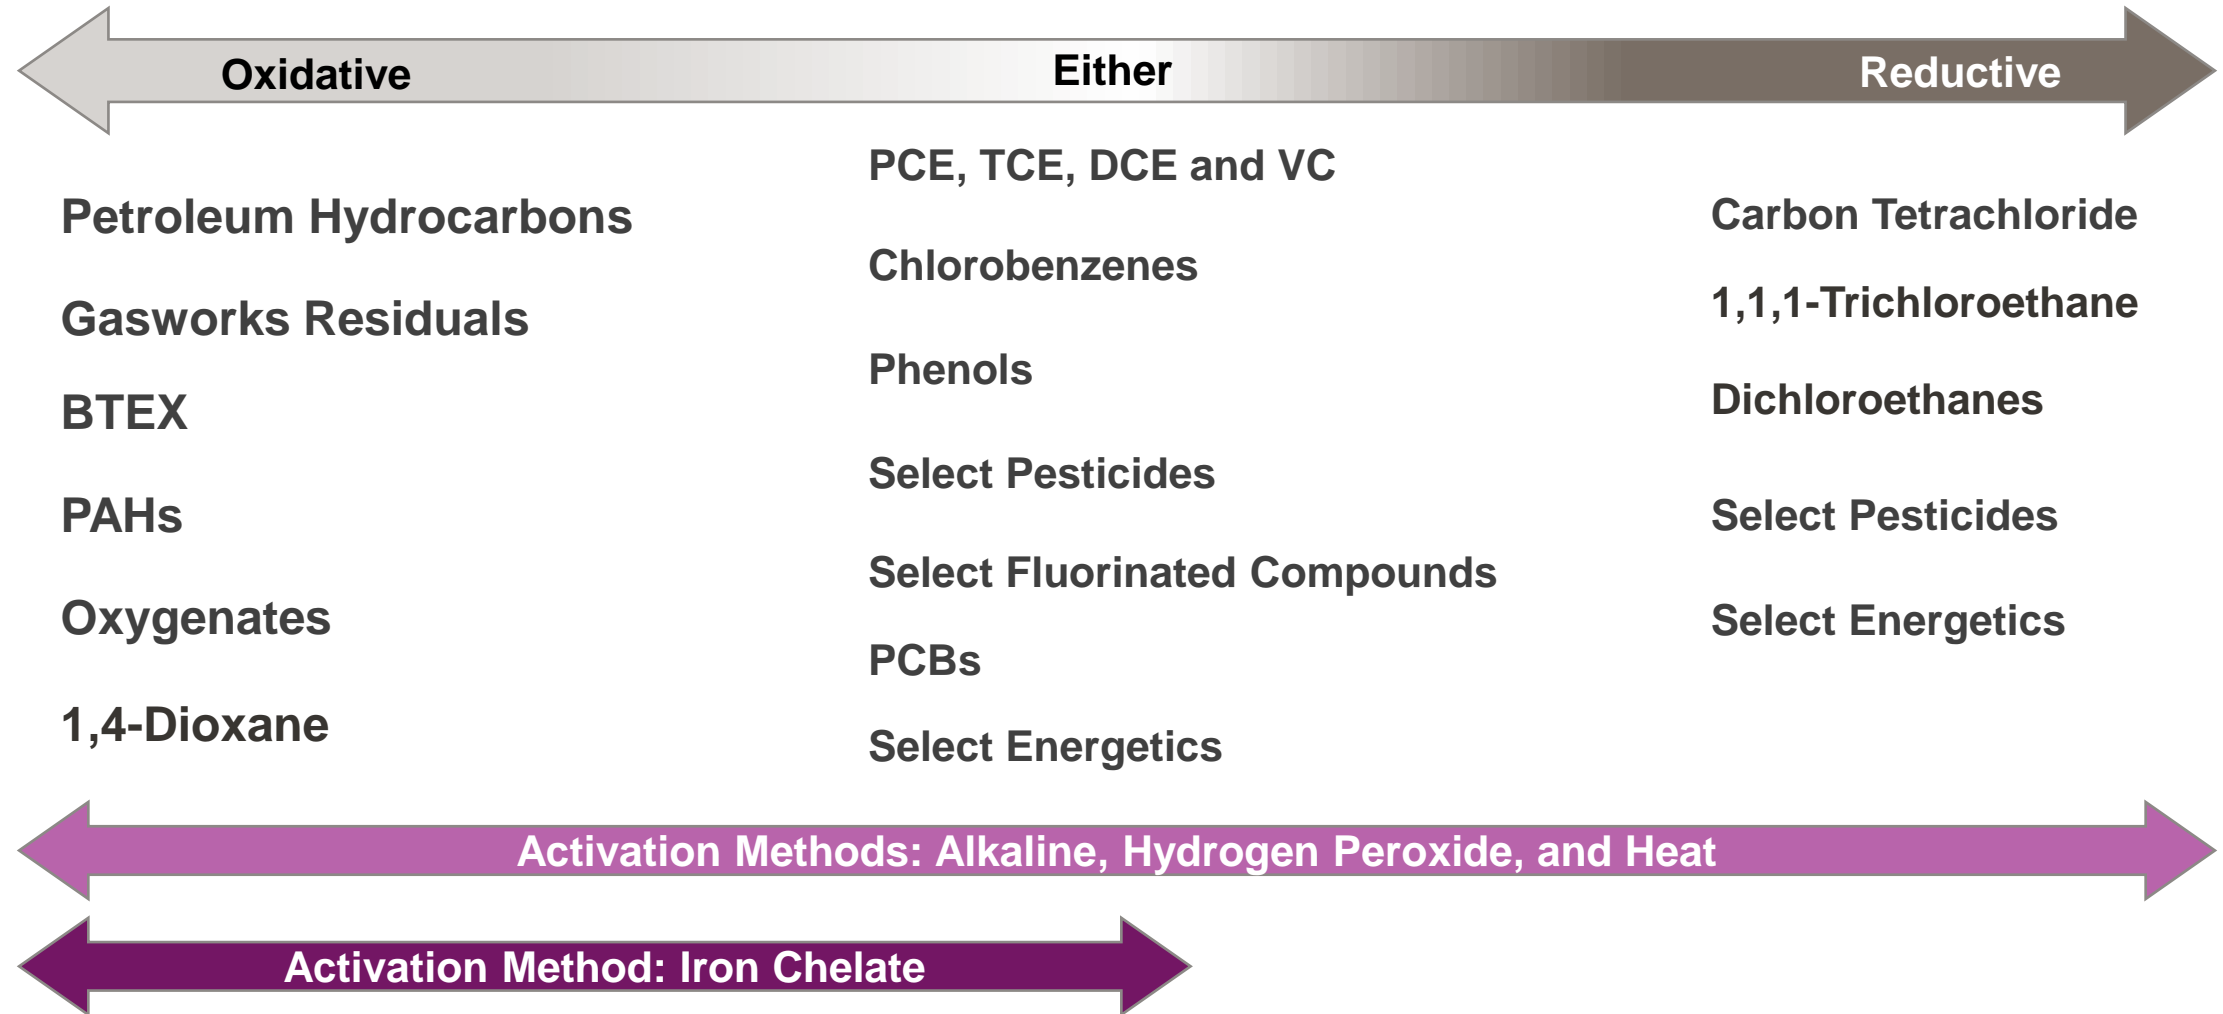 Oxidative
Either
Reductive
Petroleum Hydrocarbons
Gasworks Residuals
BTEX
PAHs
Oxygenates
1,4-Dioxane
PCE, TCE, DCE and VC
Chlorobenzenes
Phenols
Select Pesticides
Select Fluorinated Compounds
PCBs
Select Energetics
Carbon Tetrachloride
1,1,1-Trichloroethane
Dichloroethanes
Select Pesticides
Select Energetics
Activation Methods: Alkaline, Hydrogen Peroxide, and Heat
Activation Method: Iron Chelate